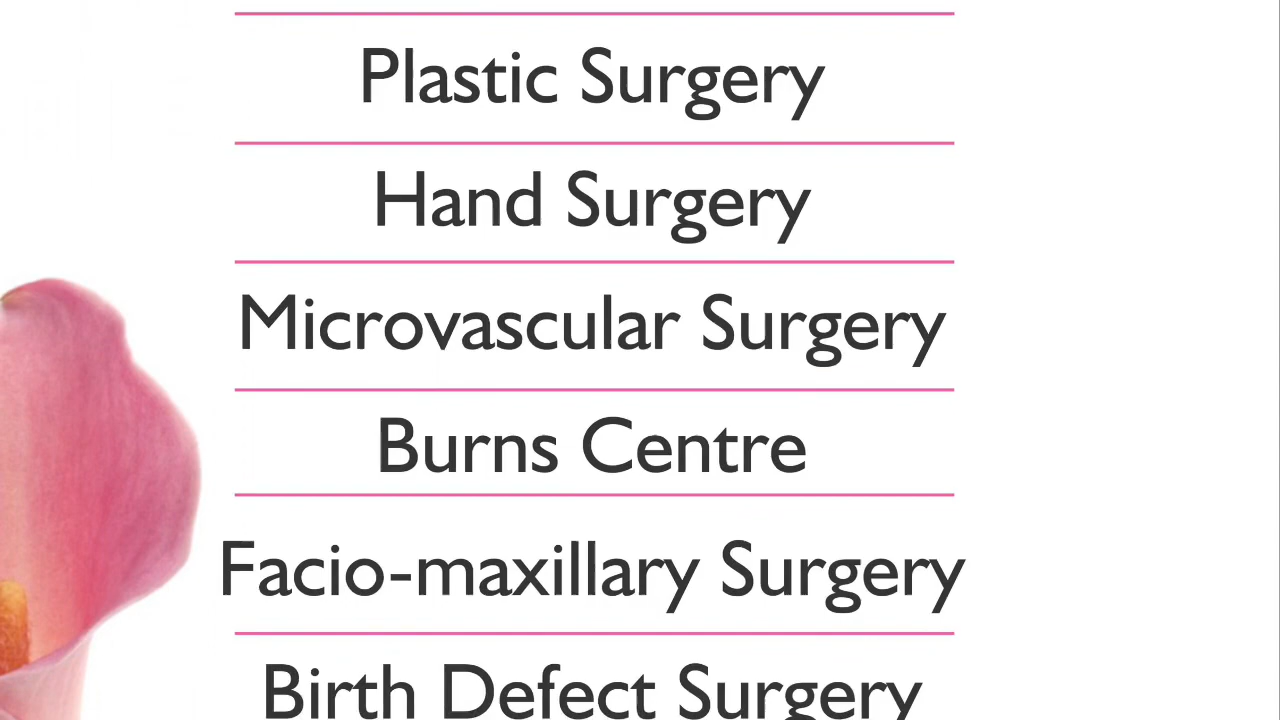 Plastic Surgery
Hand Surgery
Microvascular Surgery
Burns Centre
Facio-maxillary Surgery
Birth Defect Surgery